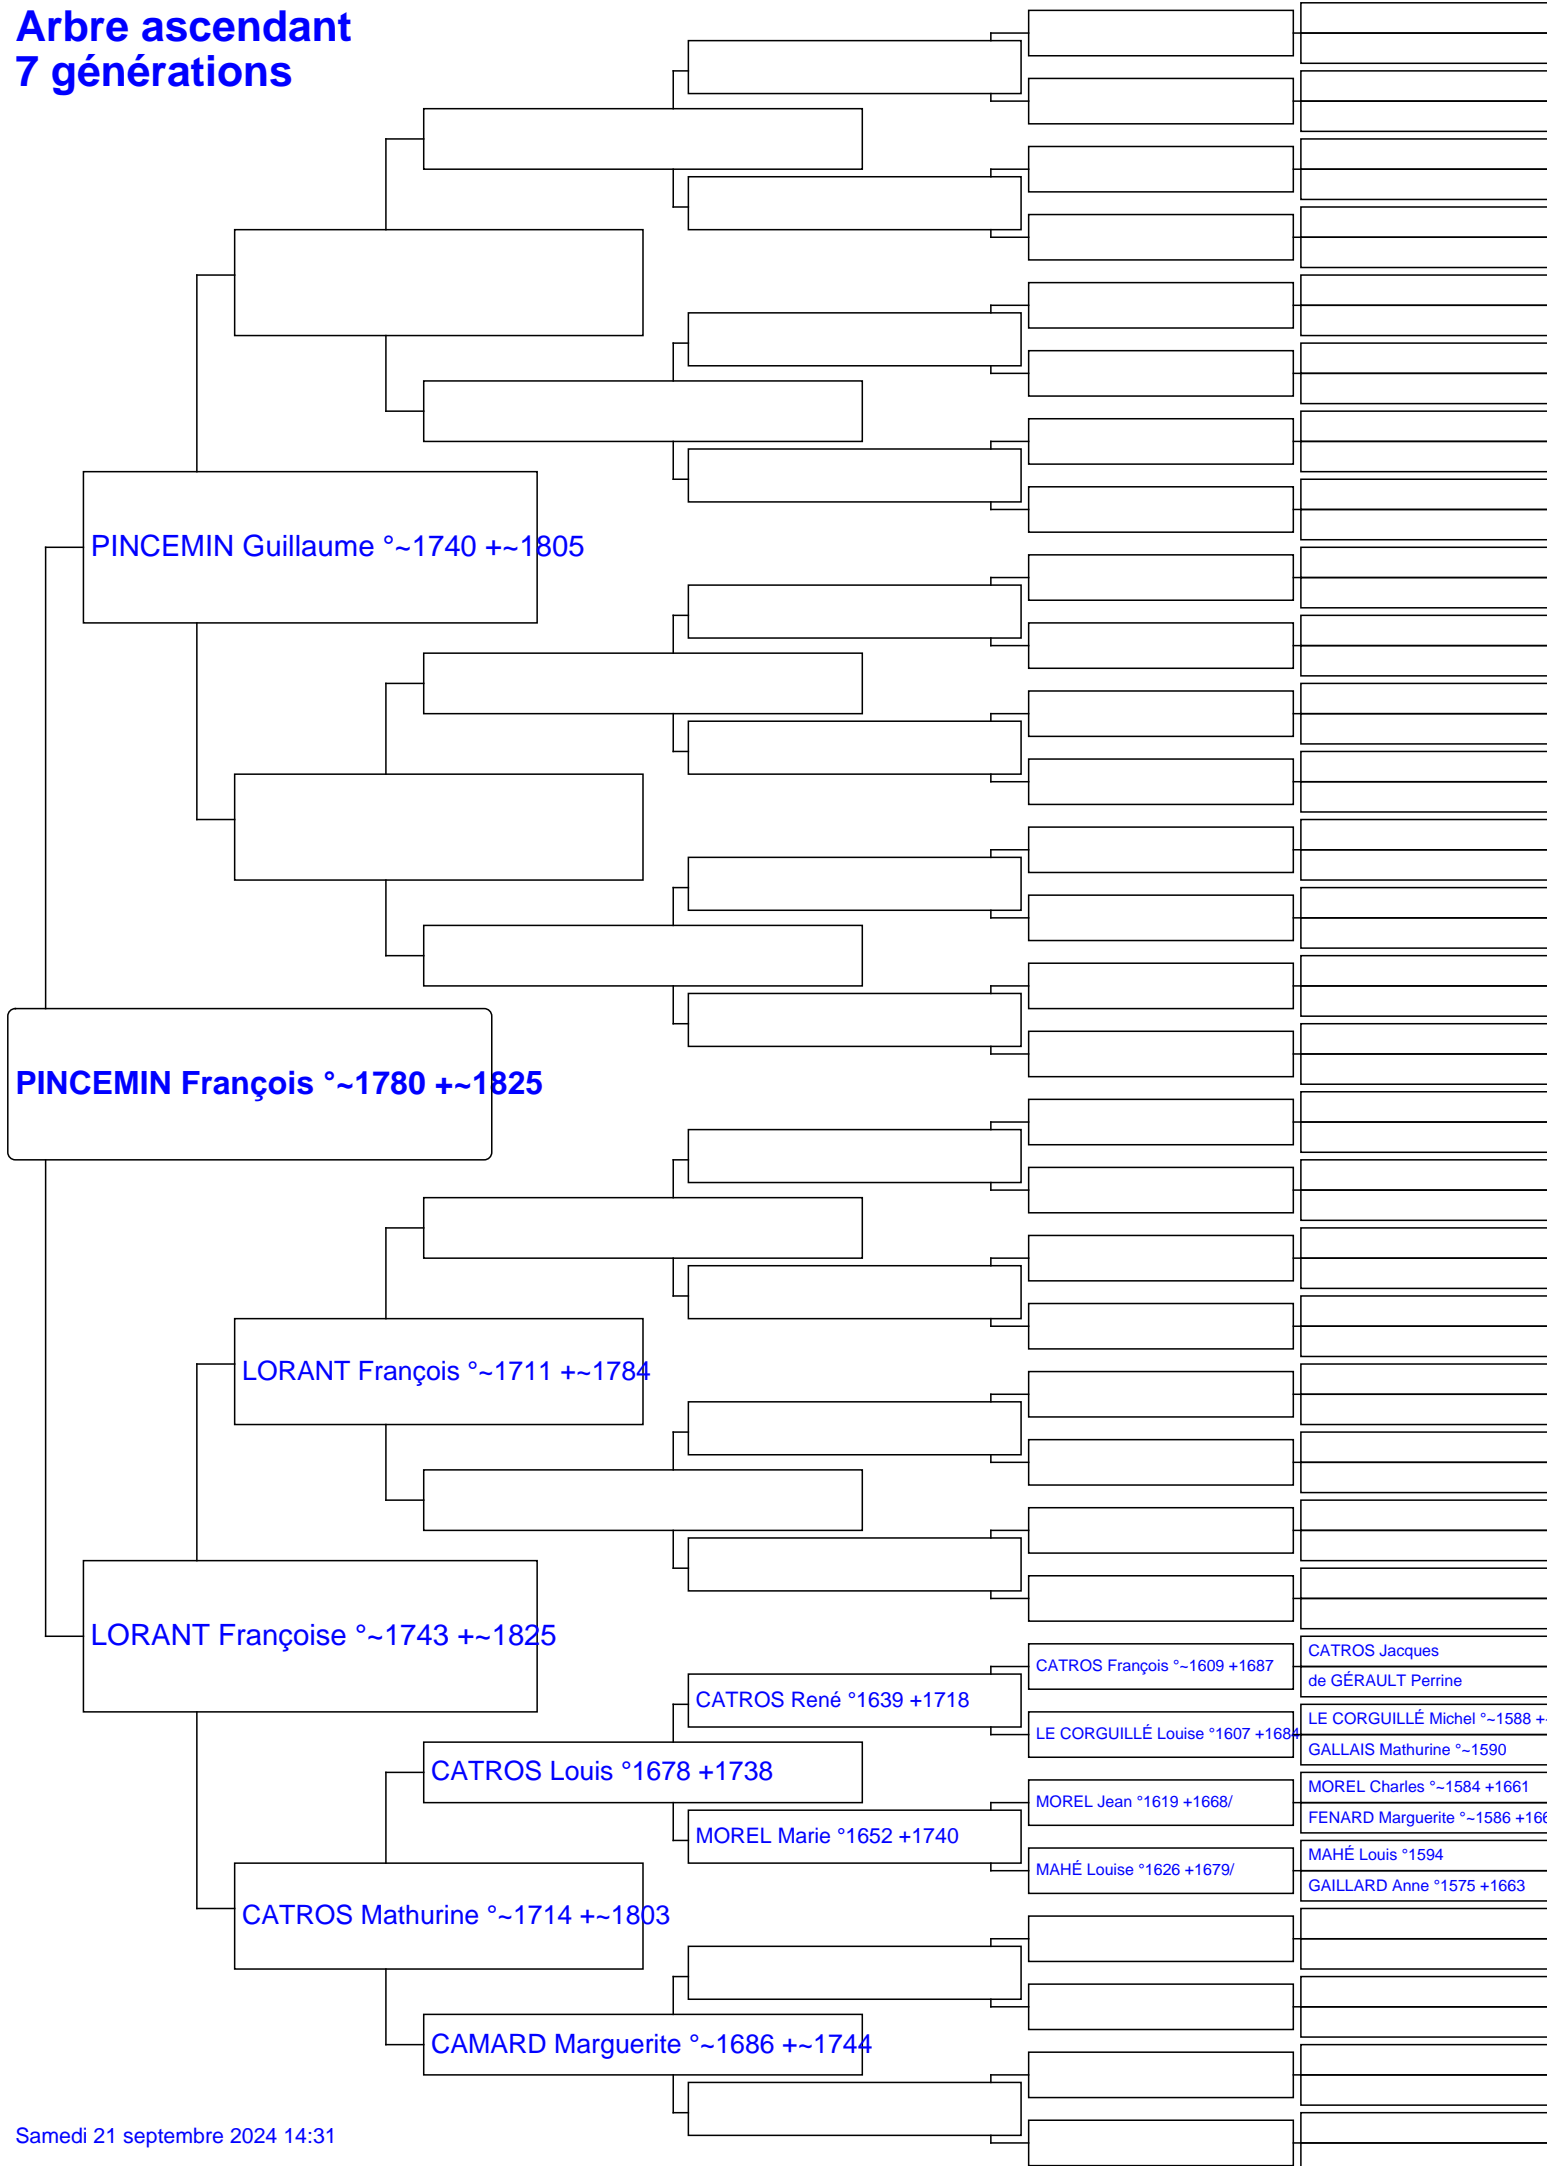 Arbre ascendant
7 générations
PINCEMIN Guillaume °~1740 +~1805
PINCEMIN François °~1780 +~1825
LORANT François °~1711 +~1784
LORANT Françoise °~1743 +~1825
CATROS François °~1609 +1687
CATROS Jacques
de GÉRAULT Perrine
CATROS René °1639 +1718
LE CORGUILLÉ Louise °1607 +1684
LE CORGUILLÉ Michel °~1588 +
GALLAIS Mathurine °~1590
CATROS Louis °1678 +1738
MOREL Jean °1619 +1668/
MOREL Charles °~1584 +1661
FENARD Marguerite °~1586 +166
MOREL Marie °1652 +1740
MAHÉ Louise °1626 +1679/
MAHÉ Louis °1594
GAILLARD Anne °1575 +1663
CATROS Mathurine °~1714 +~1803
CAMARD Marguerite °~1686 +~1744
Samedi 21 septembre 2024 14:31